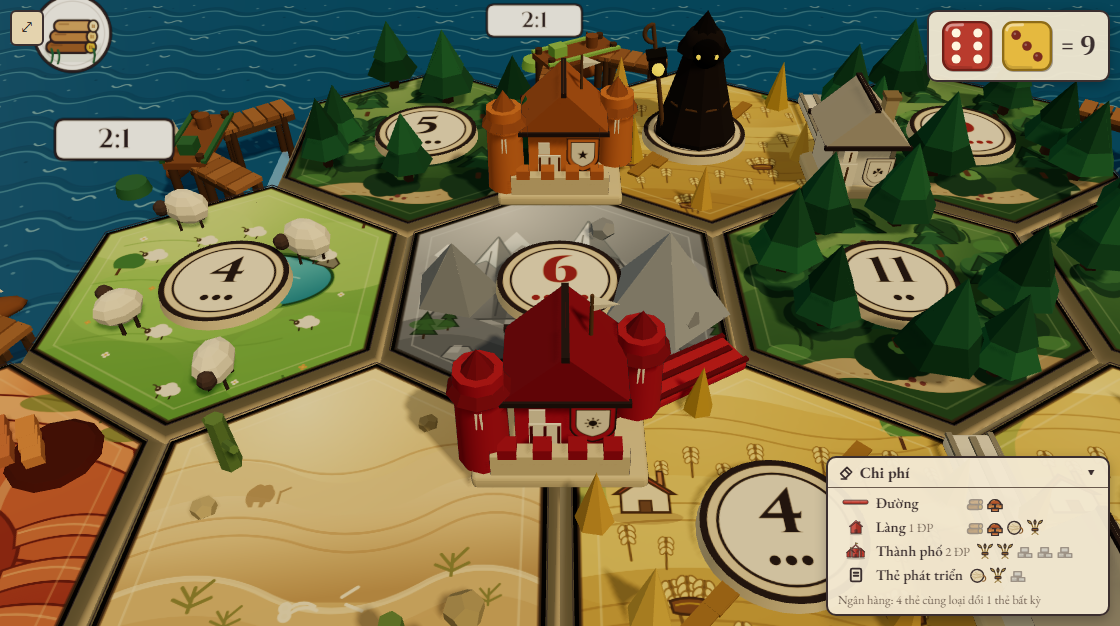 2:1
= 9
2:1
5
4
6
11
4
Chi phí
Đường
Làng 1 ĐP
Thành phố 2 ĐP
Thẻ phát triển
Ngân hàng: 4 thẻ cùng loại đổi 1 thẻ bất kỳ